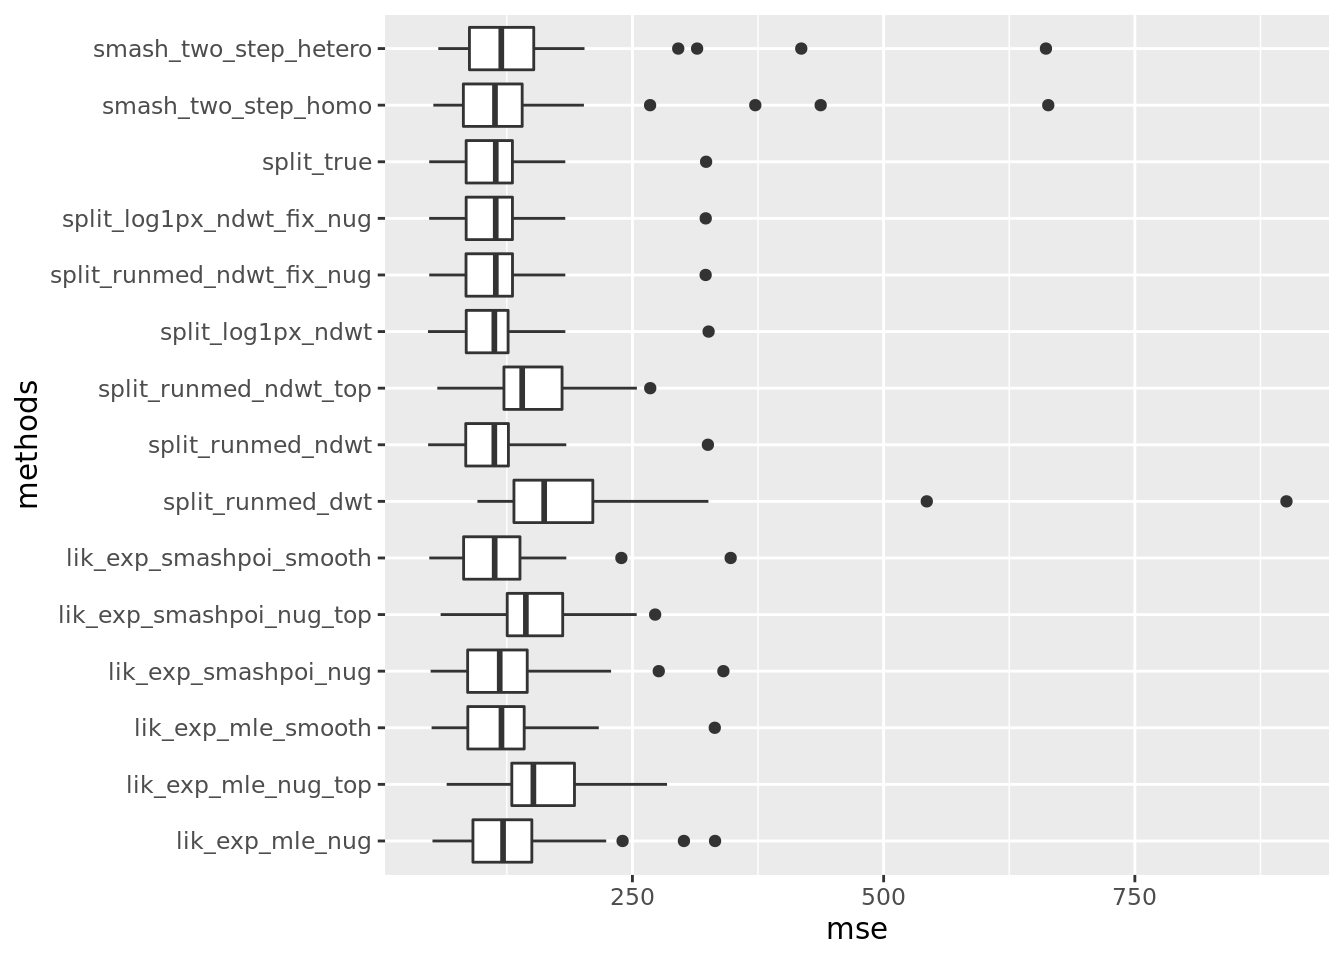 smash_two_step_hetero
smash_two_step_homo
split_true
split_log1px_ndwt_fix_nug
split_runmed_ndwt_fix_nug
split_log1px_ndwt
split_runmed_ndwt_top
split_runmed_ndwt
split_runmed_dwt
lik_exp_smashpoi_smooth
lik_exp_smashpoi_nug_top
lik_exp_smashpoi_nug
lik_exp_mle_smooth
lik_exp_mle_nug_top
lik_exp_mle_nug
methods
250 500 750
mse